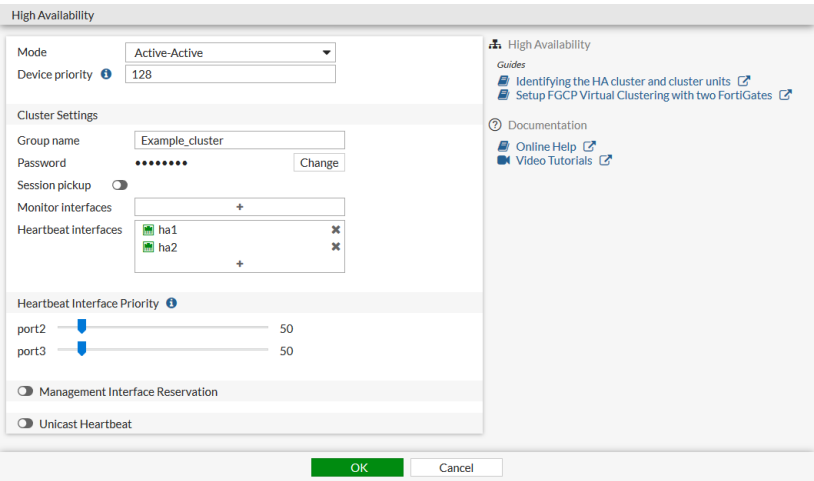 High Availability
Mode Active-Active
Device priority 128
Cluster Settings
Group name Example_cluster
Password •••••••• Change
Session pickup
Monitor interfaces +
Heartbeat interfaces ha1
ha2
+
Heartbeat Interface Priority
port2 50
port3 50
Management Interface Reservation
Unicast Heartbeat
High Availability
Guides
Identifying the HA cluster and cluster units
Setup FGCP Virtual Clustering with two FortiGates
Documentation
Online Help
Video Tutorials
OK Cancel